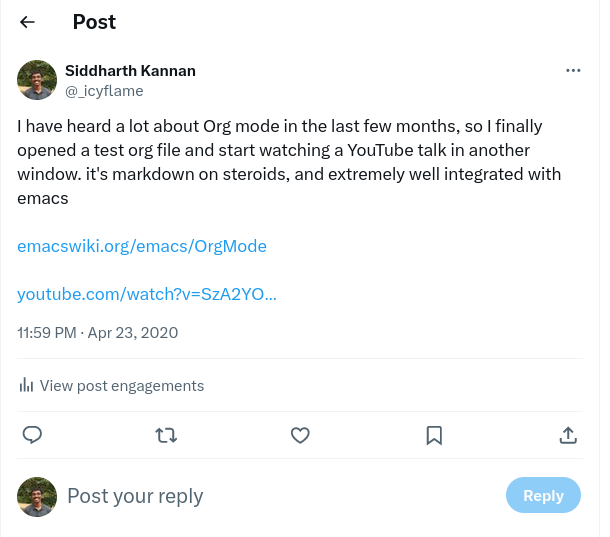 Post
Siddharth Kannan
@_icyflame
I have heard a lot about Org mode in the last few months, so I finally
opened a test org file and start watching a YouTube talk in another
window. it's markdown on steroids, and extremely well integrated with
emacs
emacswiki.org/emacs/OrgMode
youtube.com/watch?v=SzA2YO...
11:59 PM · Apr 23, 2020
View post engagements
Post your reply
Reply